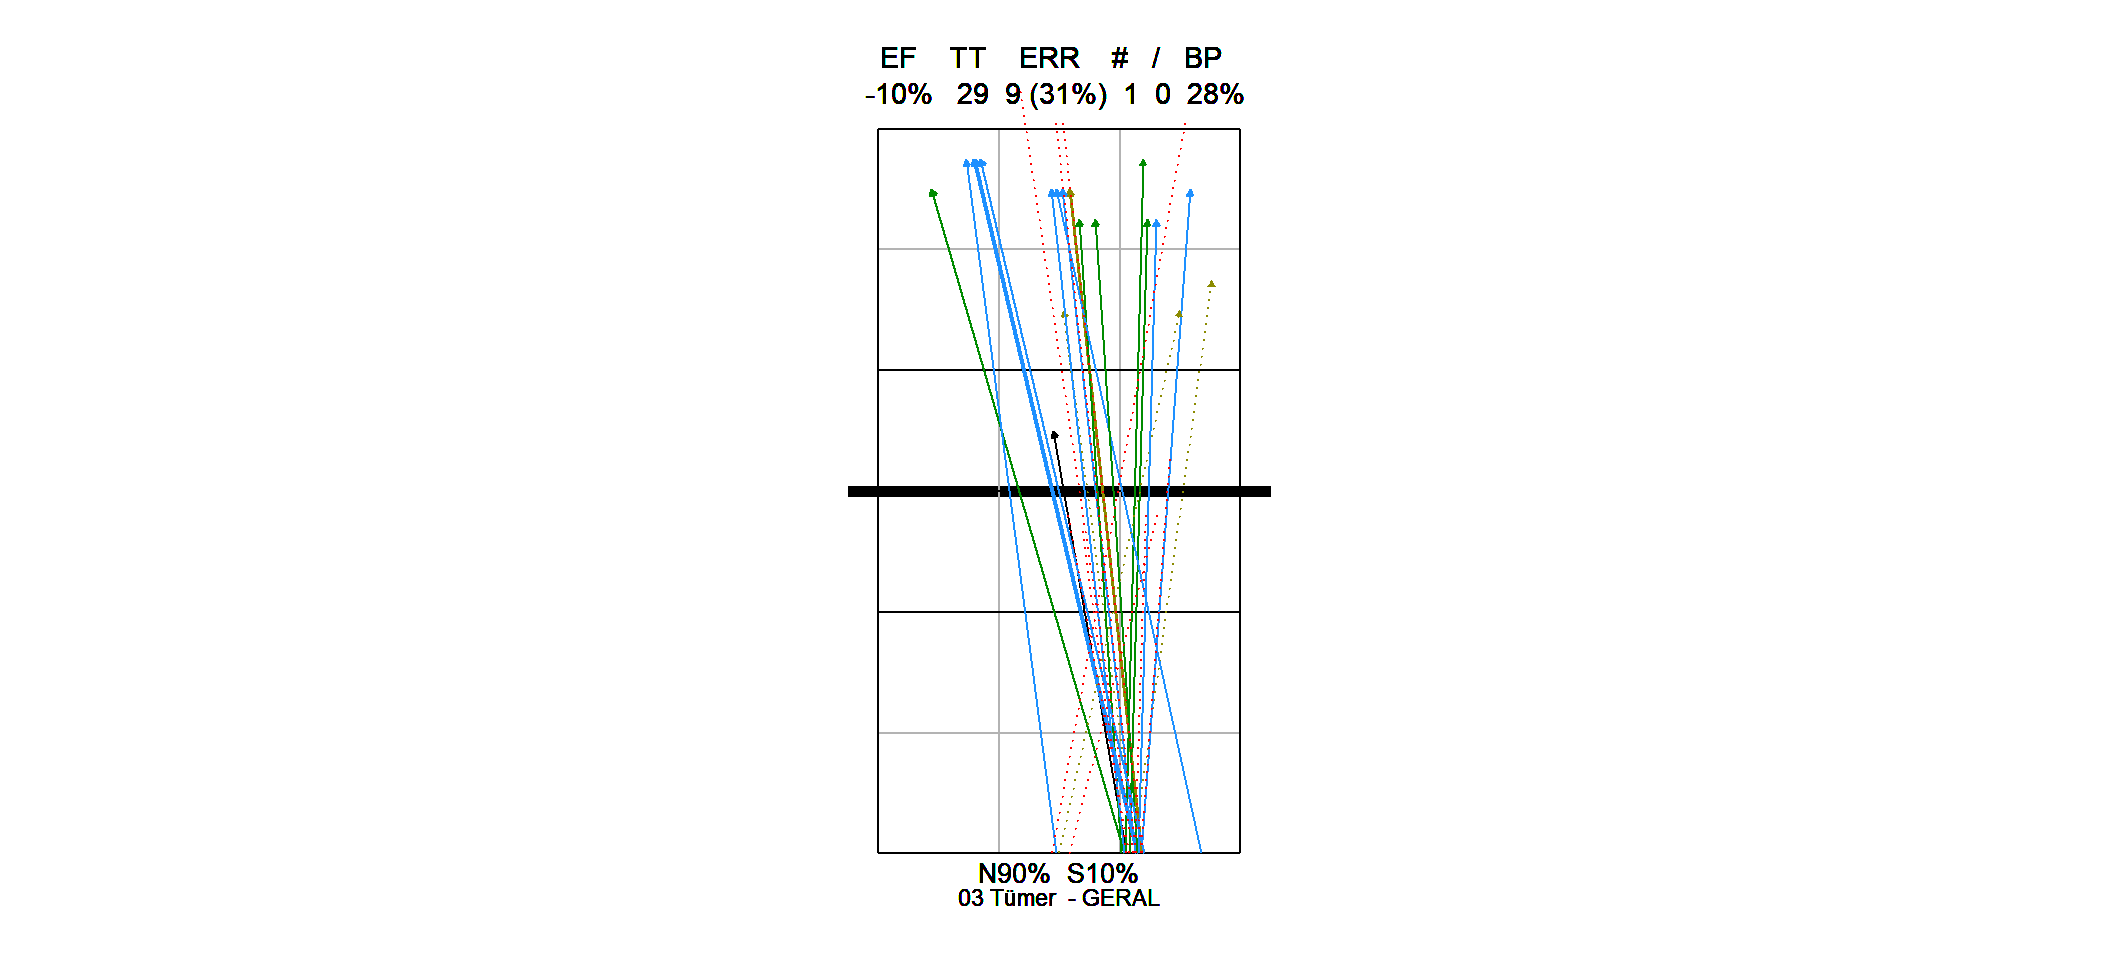 EF TT ERR # / BP
-10% 29 9 (31%) 1 0 28%
N90% S10%
03 Tümer - GERAL